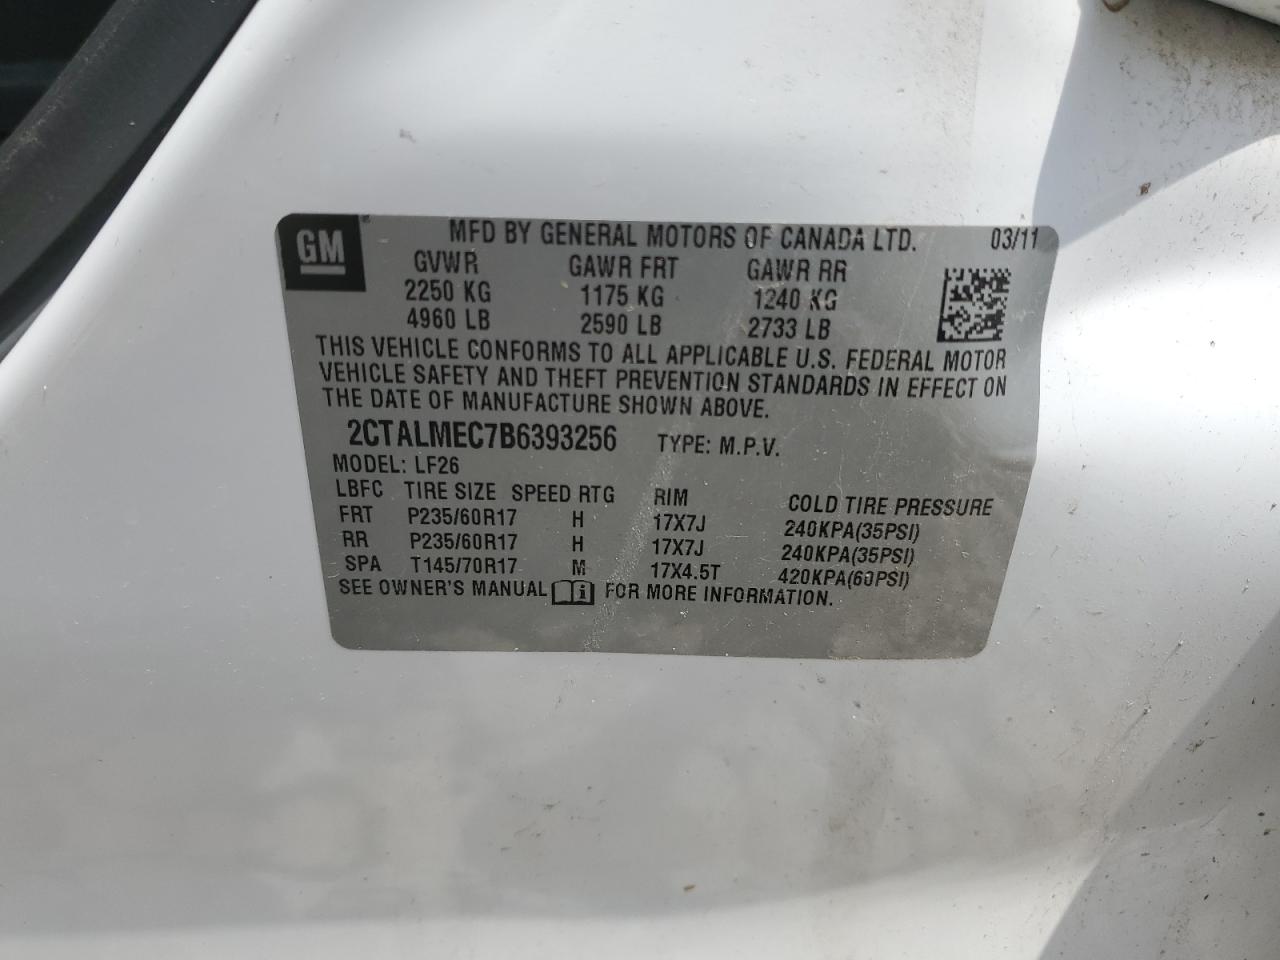 GM
MFD BY GENERAL MOTORS OF CANADA LTD. 03/11
GVWR GAWR FRT GAWR RR
2250 KG 1175 KG 1240 KG
4960 LB 2590 LB 2733 LB
THIS VEHICLE CONFORMS TO ALL APPLICABLE U.S. FEDERAL MOTOR
VEHICLE SAFETY AND THEFT PREVENTION STANDARDS IN EFFECT ON
THE DATE OF MANUFACTURE SHOWN ABOVE.
2CTALMEC7B6393256 TYPE: M.P.V.
MODEL: LF26
LBFC TIRE SIZE SPEED RTG RIM COLD TIRE PRESSURE
FRT P235/60R17 H 17X7J 240KPA(35PSI)
RR P235/60R17 H 17X7J 240KPA(35PSI)
SPA T145/70R17 M 17X4.5T 420KPA(60PSI)
SEE OWNER'S MANUAL i FOR MORE INFORMATION.